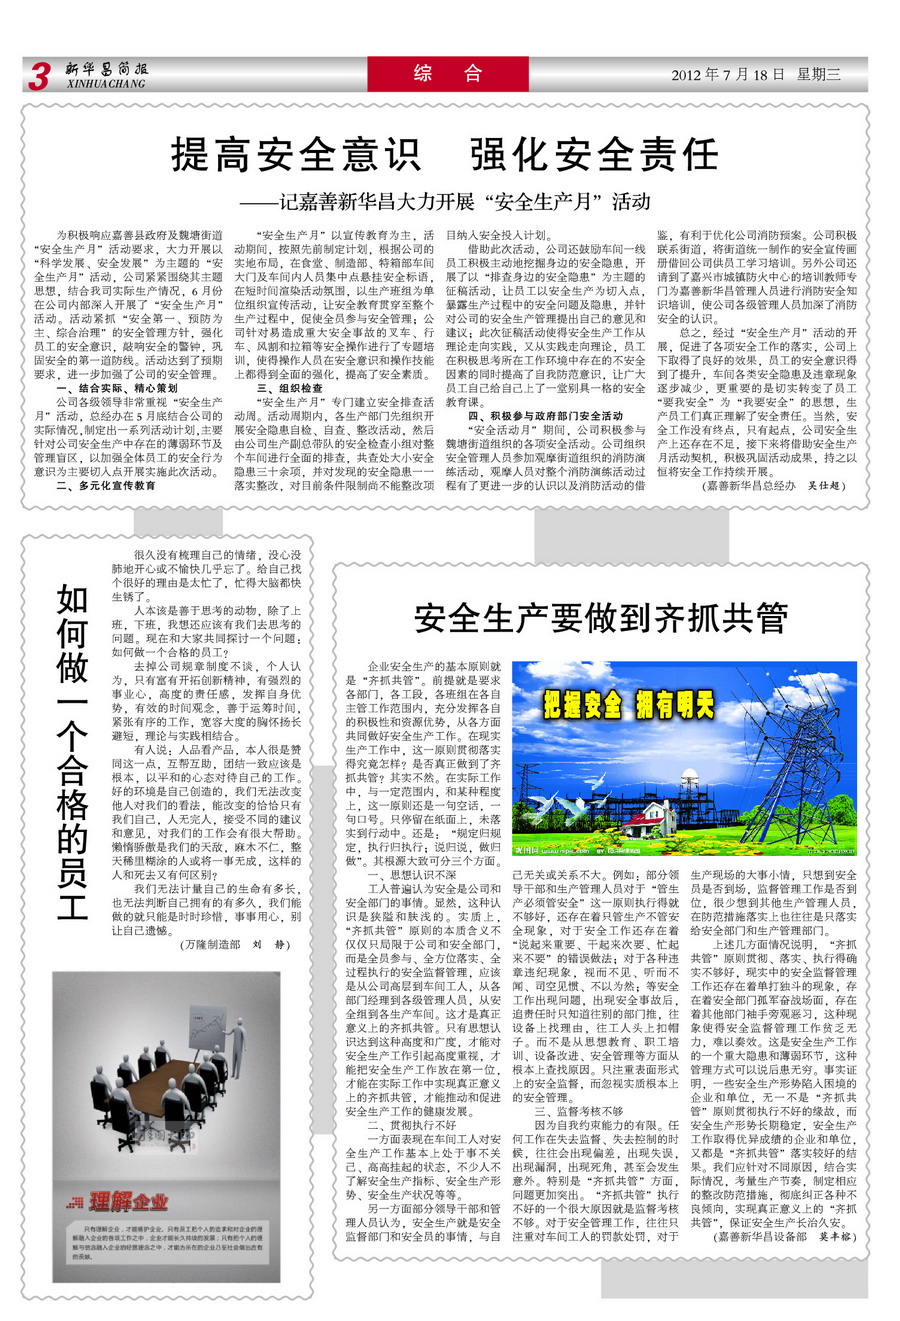 3 新华昌简报
XINHUACHANG
综 合
2012 年 7 月 18 日 星期三
提高安全意识 强化安全责任
——记嘉善新华昌大力开展“安全生产月”活动
为积极响应嘉善县政府及魏塘街道
“安全生产月”活动要求，大力开展以
“科学发展、安全发展”为主题的“安
全生产月”活动，公司紧紧围绕其主题
思想，结合我司实际生产情况，6 月份
在公司内部深入开展了“安全生产月”
活动。活动紧抓“安全第一、预防为
主、综合治理”的安全管理方针，强化
员工的安全意识，敲响安全的警钟，巩
固安全的第一道防线。活动达到了预期
要求，进一步加强了公司的安全管理。
一、结合实际、精心策划
公司各级领导非常重视“安全生产
月”活动，总经办在 5 月底结合公司的
实际情况,制定出一系列活动计划,主要
针对公司安全生产中存在的薄弱环节及
管理盲区，以加强全体员工的安全行为
意识为主要切入点开展实施此次活动。
二、多元化宣传教育
“安全生产月”以宣传教育为主，活
动期间，按照先前制定计划，根据公司的
实地布局，在食堂、制造部、特箱部车间
大门及车间内人员集中点悬挂安全标语，
在短时间渲染活动氛围，以生产班组为单
位组织宣传活动，让安全教育贯穿至整个
生产过程中，促使全员参与安全管理；公
司针对易造成重大安全事故的叉车、行
车、风割和拉箱等安全操作进行了专题培
训，使得操作人员在安全意识和操作技能
上都得到全面的强化，提高了安全素质。
三、组织检查
“安全生产月”专门建立安全排查活
动周。活动周期内，各生产部门先组织开
展安全隐患自检、自查、整改活动，然后
由公司生产副总带队的安全检查小组对整
个车间进行全面的排查，共查处大小安全
隐患三十余项，并对发现的安全隐患一一
落实整改，对目前条件限制尚不能整改项
目纳入安全投入计划。
借助此次活动，公司还鼓励车间一线
员工积极主动地挖掘身边的安全隐患，开
展了以“排查身边的安全隐患”为主题的
征稿活动，让员工以安全生产为切入点，
暴露生产过程中的安全问题及隐患，并针
对公司的安全生产管理提出自己的意见和
建议；此次征稿活动使得安全生产工作从
理论走向实践，又从实践走向理论，员工
在积极思考所在工作环境中存在的不安全
因素的同时提高了自我防范意识，让广大
员工自己给自己上了一堂别具一格的安全
教育课。
四、积极参与政府部门安全活动
“安全活动月”期间，公司积极参与
魏塘街道组织的各项安全活动。公司组织
安全管理人员参加观摩街道组织的消防演
练活动，观摩人员对整个消防演练活动过
程有了更进一步的认识以及消防活动的借
鉴，有利于优化公司消防预案。公司积极
联系街道，将街道统一制作的安全宣传画
册借回公司供员工学习培训。另外公司还
请到了嘉兴市城镇防火中心的培训教师专
门为嘉善新华昌管理人员进行消防安全知
识培训，使公司各级管理人员加深了消防
安全的认识。
总之，经过“安全生产月”活动的开
展，促进了各项安全工作的落实，公司上
下取得了良好的效果，员工的安全意识得
到了提升，车间各类安全隐患及违章现象
逐步减少，更重要的是切实转变了员工
“要我安全”为“我要安全”的思想，生
产员工们真正理解了安全责任。当然，安
全工作没有终点，只有起点，公司安全生
产上还存在不足，接下来将借助安全生产
月活动契机，积极巩固活动成果，持之以
恒将安全工作持续开展。
（嘉善新华昌总经办 吴仕超）
如何做一个合格的员工
很久没有梳理自己的情绪，没心没
肺地开心或不愉快几乎忘了。给自己找
个很好的理由是太忙了，忙得大脑都快
生锈了。
人本该是善于思考的动物，除了上
班，下班，我想还应该有我们去思考的
问题。现在和大家共同探讨一个问题：
如何做一个合格的员工？
去掉公司规章制度不谈，个人认
为，只有富有开拓创新精神，有强烈的
事业心，高度的责任感，发挥自身优
势，有效的时间观念，善于运筹时间，
紧张有序的工作，宽容大度的胸怀扬长
避短，理论与实践相结合。
有人说：人品看产品，本人很是赞
同这一点，互帮互助，团结一致应该是
根本，以平和的心态对待自己的工作。
好的环境是自己创造的，我们无法改变
他人对我们的看法，能改变的恰恰只有
我们自己，人无完人，接受不同的建议
和意见，对我们的工作会有很大帮助。
懒惰骄傲是我们的天敌，麻木不仁，整
天稀里糊涂的人或将一事无成，这样的
人和死去又有何区别？
我们无法计量自己的生命有多长，
也无法判断自己拥有的有多久，我们能
做的就只能是时时珍惜，事事用心，别
让自己遗憾。
（万隆制造部 刘 静）
理解企业
只有理解企业，才能维护企业。只有员工把个人的追求和对企业的理
解融入企业的各项工作之中，企业才能长久持续的发展；只有把个人的理
解与信念融入企业的经营理念之中，才能为所在的企业乃至社会做出应有
的贡献。
安全生产要做到齐抓共管
企业安全生产的基本原则就
是“齐抓共管”。前提就是要求
各部门，各工段，各班组在各自
主管工作范围内，充分发挥各自
的积极性和资源优势，从各方面
共同做好安全生产工作。在现实
生产工作中，这一原则贯彻落实
得究竟怎样？是否真正做到了齐
抓共管？其实不然。在实际工作
中，与一定范围内，和某种程度
上，这一原则还是一句空话，一
句口号。只停留在纸面上，未落
实到行动中。还是：“规定归规
定，执行归执行；说归说，做归
做”。其根源大致可分三个方面。
一、思想认识不深
工人普遍认为安全是公司和
安全部门的事情。显然，这种认
识是狭隘和肤浅的。实质上，
“齐抓共管”原则的本质含义不
仅仅只局限于公司和安全部门，
而是全员参与、全方位落实、全
过程执行的安全监督管理，应该
是从公司高层到车间工人，从各
部门经理到各级管理人员，从安
全组到各生产车间。这才是真正
意义上的齐抓共管。只有思想认
识达到这种高度和广度，才能对
安全生产工作引起高度重视，才
能把安全生产工作放在第一位，
才能在实际工作中实现真正意义
上的齐抓共管，才能推动和促进
安全生产工作的健康发展。
二、贯彻执行不好
一方面表现在车间工人对安
全生产工作基本上处于事不关
己、高高挂起的状态，不少人不
了解安全生产指标、安全生产形
势、安全生产状况等等。
另一方面部分领导干部和管
理人员认为，安全生产就是安全
监督部门和安全员的事情，与自
把握安全 拥有明天
己无关或关系不大。例如：部分领
导干部和生产管理人员对于“管生
产必须管安全”这一原则执行得就
不够好，还存在着只管生产不管安
全现象，对于安全工作还存在着
“说起来重要、干起来次要、忙起
来不要”的错误做法；对于各种违
章违纪现象，视而不见、听而不
闻、司空见惯、不以为然；等安全
工作出现问题，出现安全事故后，
追责任时只知道往别的部门推，往
设备上找理由，往工人头上扣帽
子。而不是从思想教育、职工培
训、设备改进、安全管理等方面从
根本上查找原因。只注重表面形式
上的安全监督，而忽视实质根本上
的安全管理。
三、监督考核不够
因为自我约束能力的有限。任
何工作在失去监督、失去控制的时
候，往往会出现偏差，出现失误，
出现漏洞，出现死角，甚至会发生
意外。特别是“齐抓共管”方面，
问题更加突出。“齐抓共管”执行
不好的一个很大原因就是监督考核
不够。对于安全管理工作，往往只
注重对车间工人的罚款处罚，对于
生产现场的大事小情，只想到安全
员是否到场，监督管理工作是否到
位，很少想到其他生产管理人员，
在防范措施落实上也往往是只落实
给安全部门和生产管理部门。
上述几方面情况说明，“齐抓
共管”原则贯彻、落实、执行得确
实不够好，现实中的安全监督管理
工作还存在着单打独斗的现象，存
在着安全部门孤军奋战场面，存在
着其他部门袖手旁观恶习，这种现
象使得安全监督管理工作贫乏无
力，难以奏效。这是安全生产工作
的一个重大隐患和薄弱环节，这种
管理方式可以说后患无穷。事实证
明，一些安全生产形势陷入困境的
企业和单位，无一不是“齐抓共
管”原则贯彻执行不好的缘故，而
安全生产形势长期稳定，安全生产
工作取得优异成绩的企业和单位，
又都是“齐抓共管”落实较好的结
果。我们应针对不同原因，结合实
际情况，考量生产节奏，制定相应
的整改防范措施，彻底纠正各种不
良倾向，实现真正意义上的“齐抓
共管”，保证安全生产长治久安。
（嘉善新华昌设备部 莫丰榕）